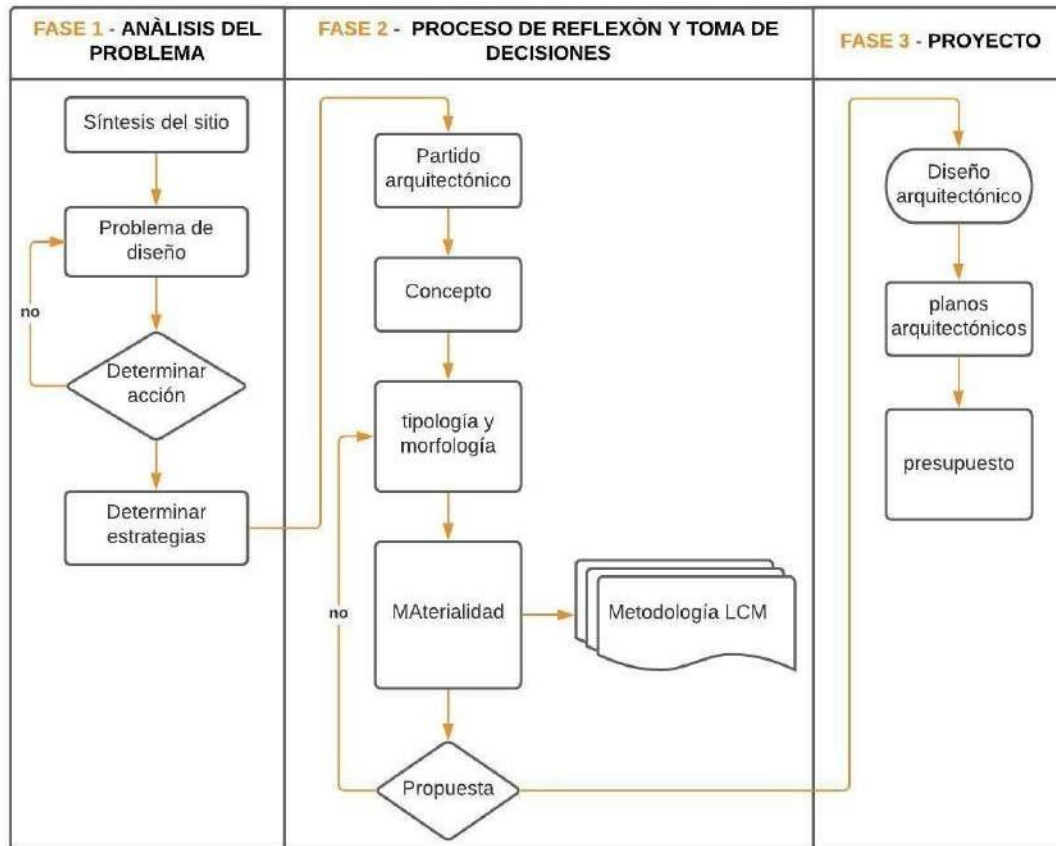 FASE 1 - ANÀLISIS DEL
PROBLEMA
Síntesis del sitio
Problema de
diseño
no
Determinar
acción
Determinar
estrategias
FASE 2 - PROCESO DE REFLEXÒN Y TOMA DE
DECISIONES
Partido
arquitectónico
Concepto
tipología y
morfología
MAterialidad
Metodología LCM
no
Propuesta
FASE 3 - PROYECTO
Diseño
arquitectónico
planos
arquitectónicos
presupuesto